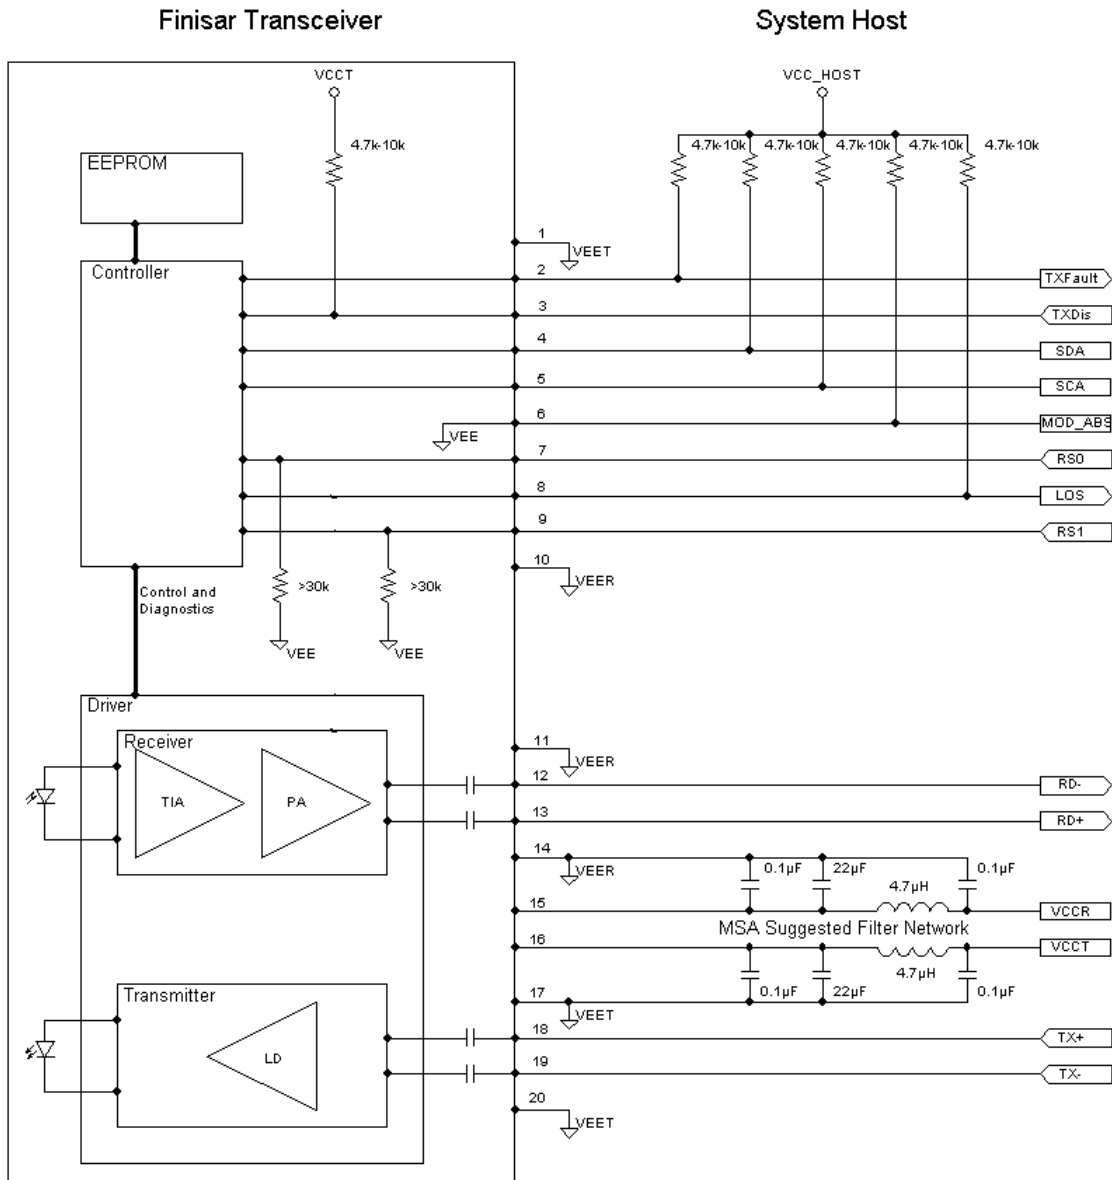 Finisar Transceiver
System Host
VCCT
VCC_HOST
4.7k-10k
4.7k-10k 4.7k-10k 4.7k-10k 4.7k-10k 4.7k-10k
EEPROM
Controller
1
VEET
2
TXFault
3
TXDis
4
SDA
5
SCA
6
VEE
MOD_ABS
7
RS0
8
LOS
9
RS1
10
VEER
>30k
>30k
Control and
Diagnostics
VEE
VEE
Driver
Receiver
TIA
PA
11
VEER
12
RD-
13
RD+
14
VEER
0.1µF
22µF
0.1µF
4.7µH
15
VCCR
MSA Suggested Filter Network
16
VCCT
4.7µH
0.1µF
22µF
0.1µF
17
VEET
Transmitter
LD
18
TX+
19
TX-
20
VEET